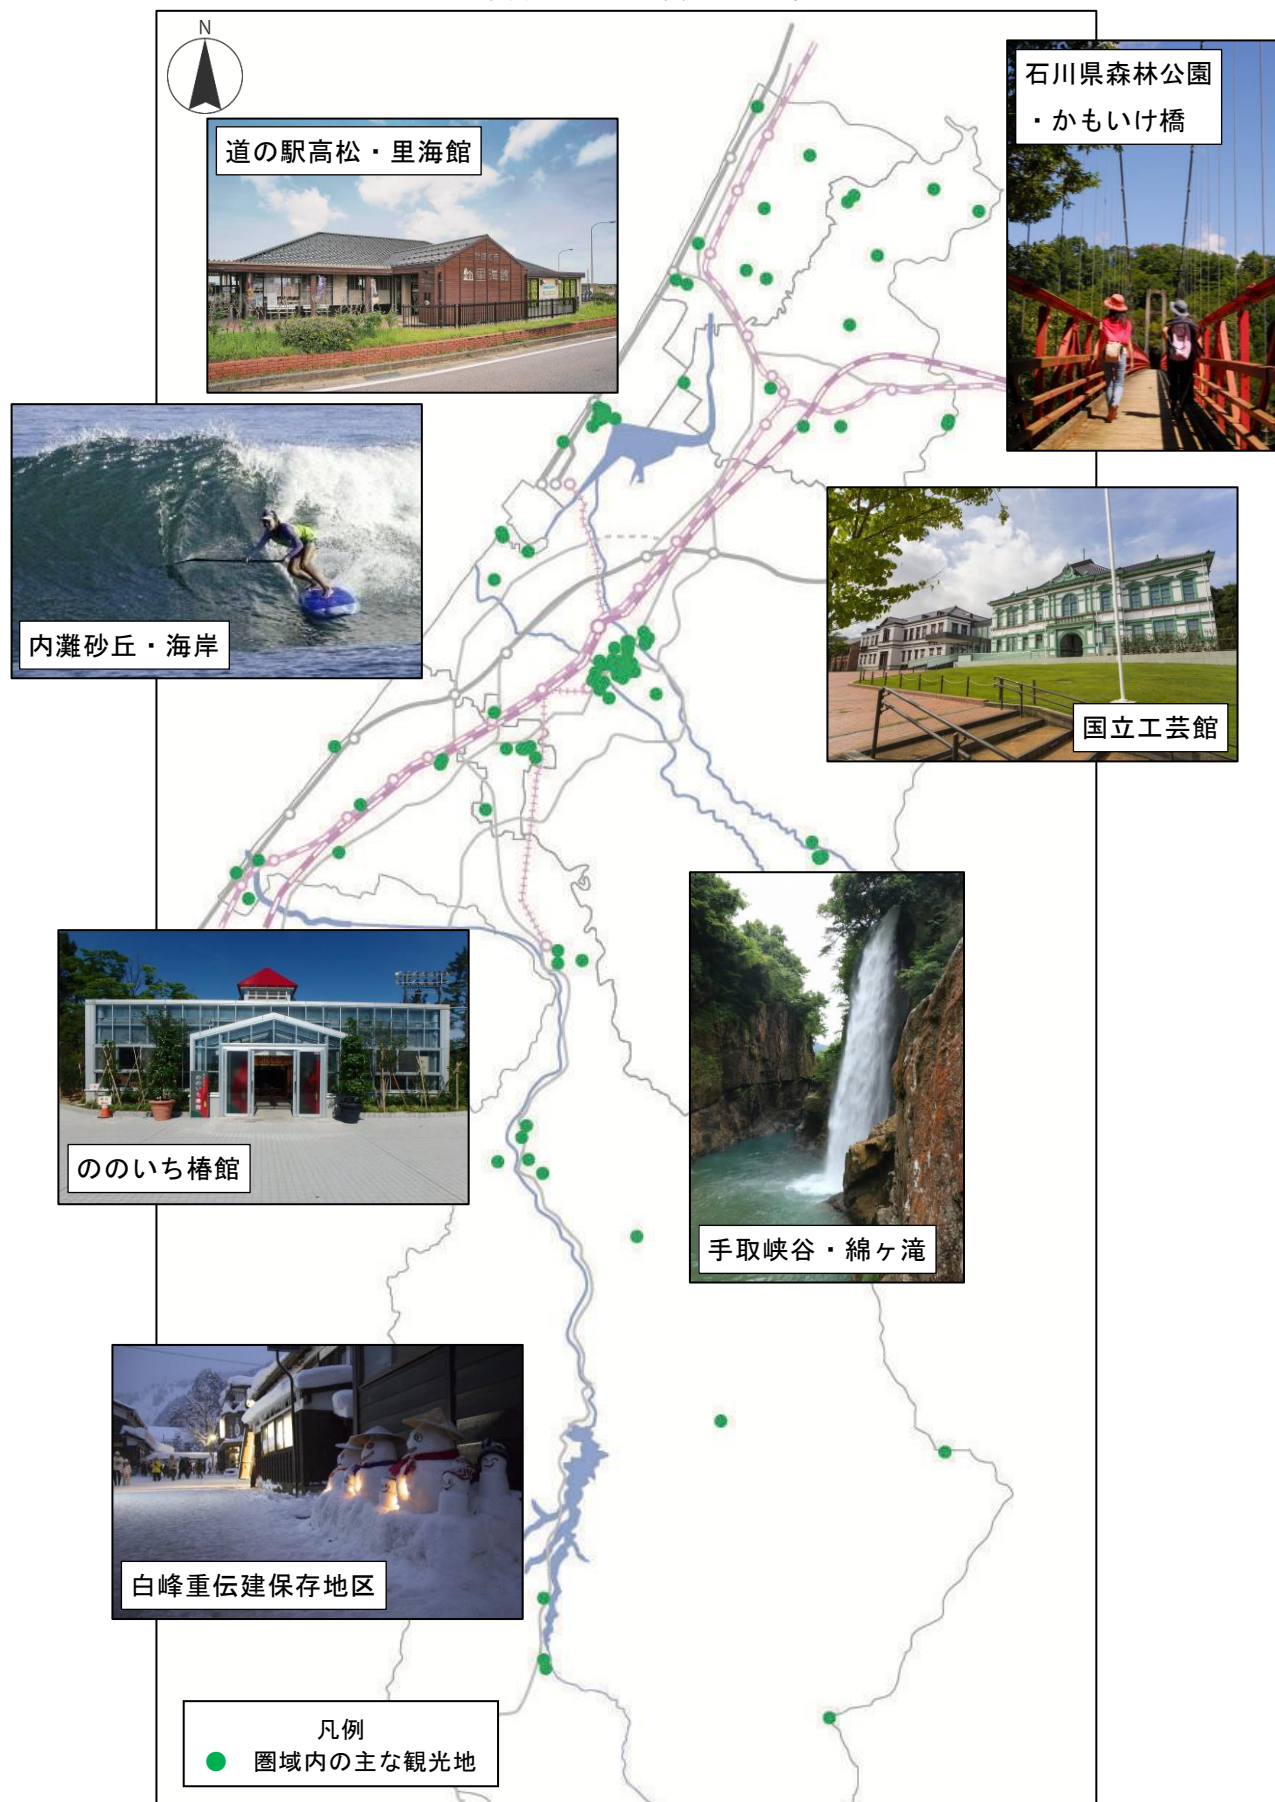 N
石川県森林公園
・かもいけ橋
道の駅高松・里海館
里海館
内灘砂丘・海岸
国立工芸館
ののいち椿館
手取峡谷・綿ヶ滝
白峰重伝建保存地区
凡例
圏域内の主な観光地